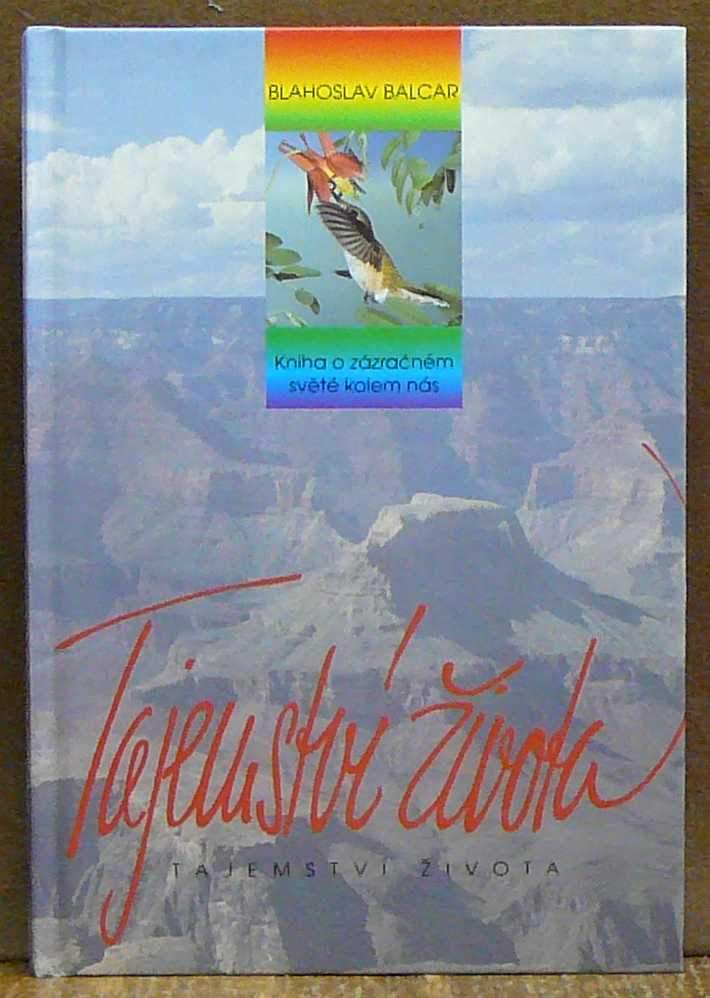 BLAHOSLAV BALCAR
Kniha o zázračném
světě kolem nás
Tajemství života
TAJEMSTVÍ ŽIVOTA